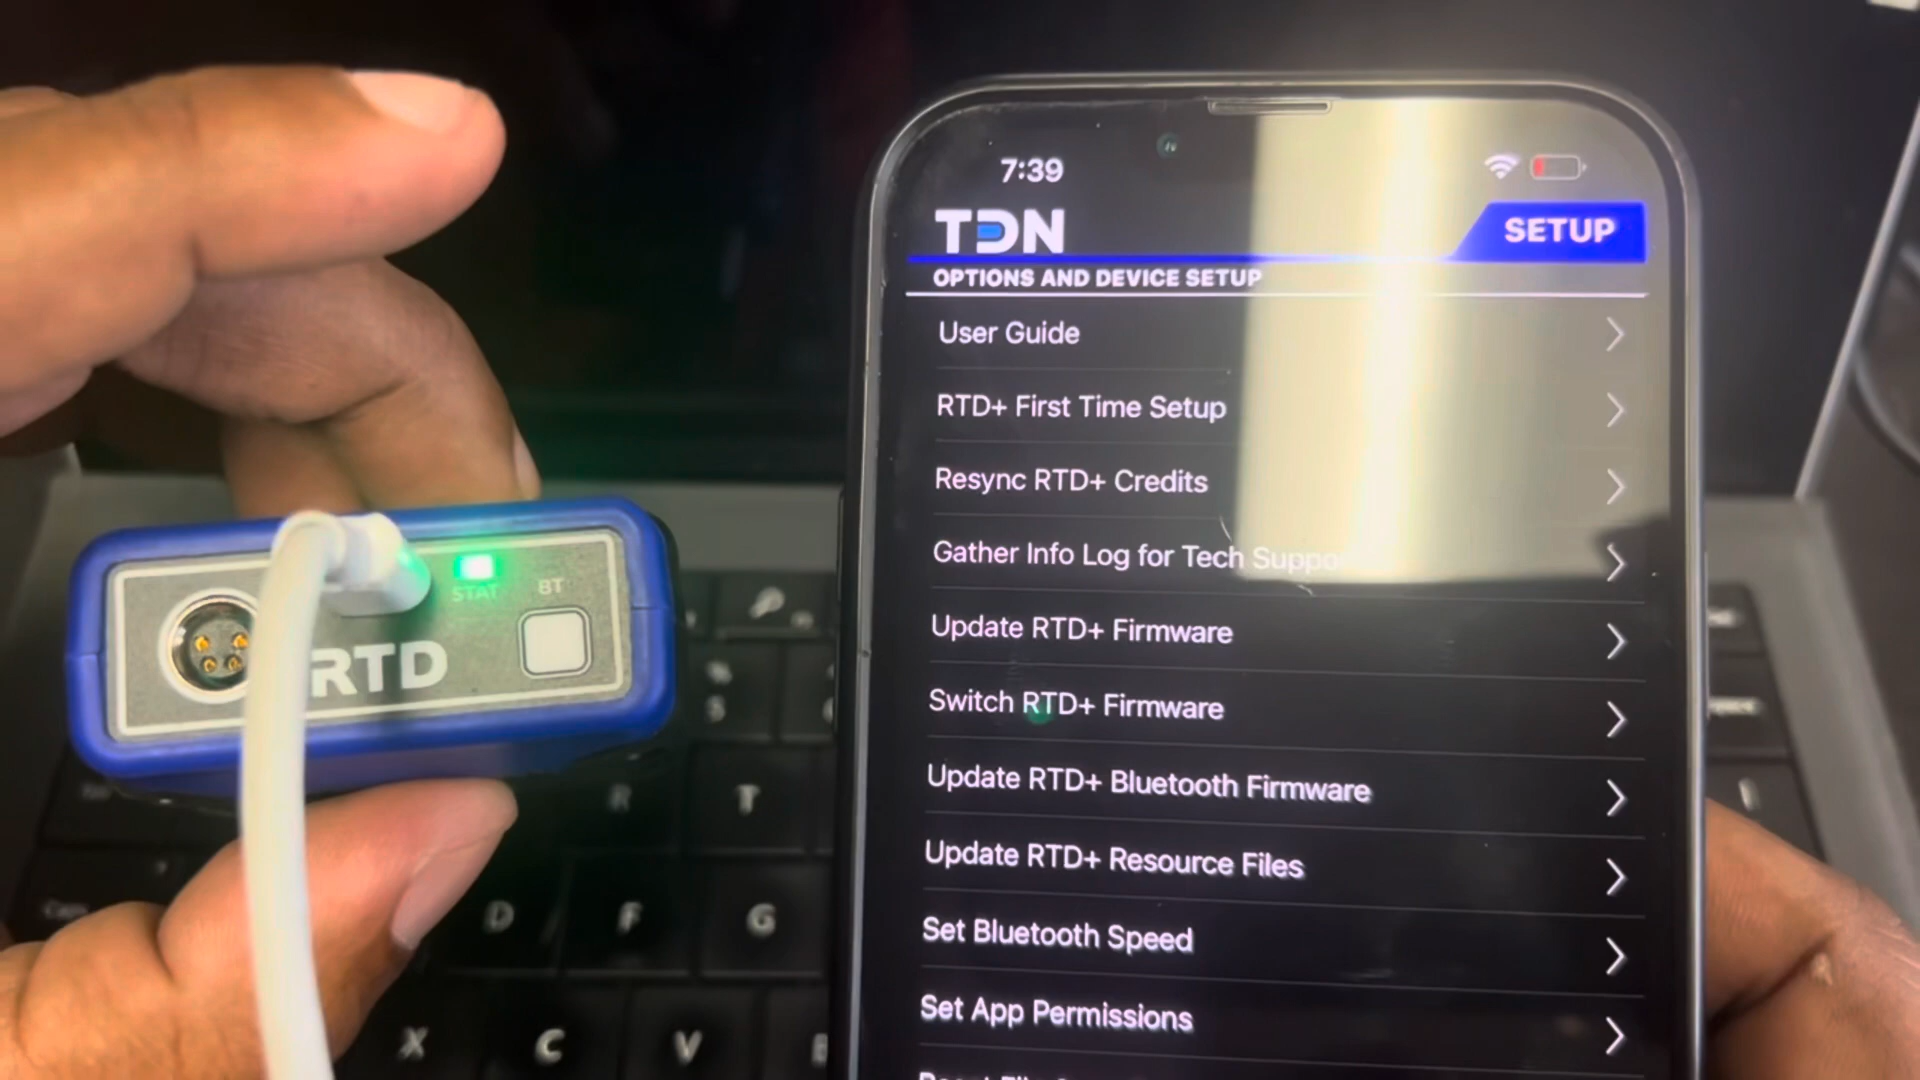 7:39
TDN
SETUP
OPTIONS AND DEVICE SETUP
User Guide
RTD+ First Time Setup
Resync RTD+ Credits
Gather Info Log for Tech Suppo
Update RTD+ Firmware
Switch RTD+ Firmware
Update RTD+ Bluetooth Firmware
Update RTD+ Resource Files
Set Bluetooth Speed
Set App Permissions
STAT
BT
RTD
R
T
S
D
F
G
X
C
V